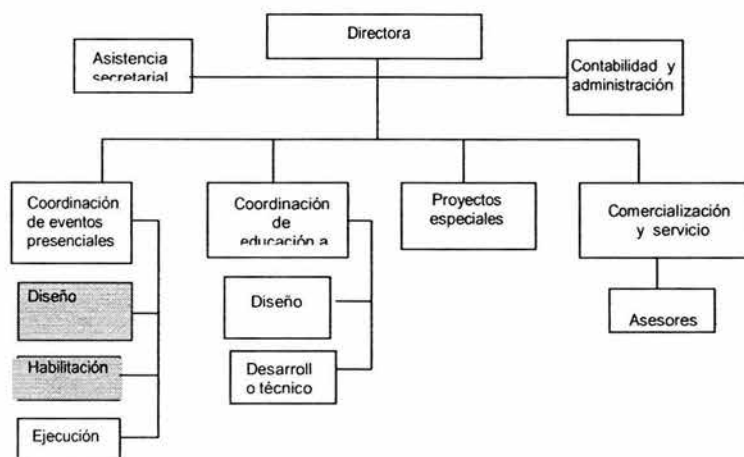 Directora
Asistencia
secretarial
Contabilidad y
administración
Coordinación
de eventos
presenciales
Coordinación
de
educación a
Proyectos
especiales
Comercialización
y servicio
Diseño
Habilitación
Ejecución
Diseño
Desarroll
o técnico
Asesores